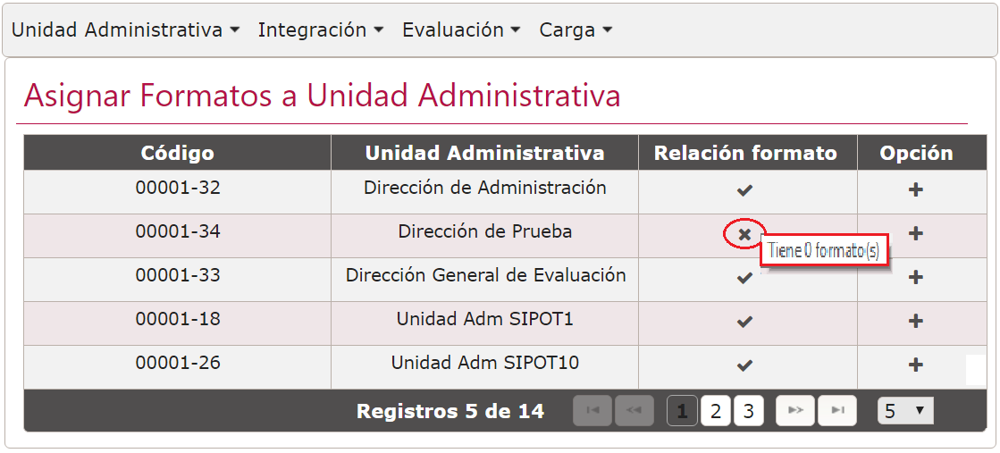 Unidad Administrativa Integración Evaluación Carga
Asignar Formatos a Unidad Administrativa
Código Unidad Administrativa Relación formato Opción
00001-32 Dirección de Administración
00001-34 Dirección de Prueba
Tiene 0 formato(s)
00001-33 Dirección General de Evaluación
00001-18 Unidad Adm SIPOT1
00001-26 Unidad Adm SIPOT10
Registros 5 de 14 1 2 3 5